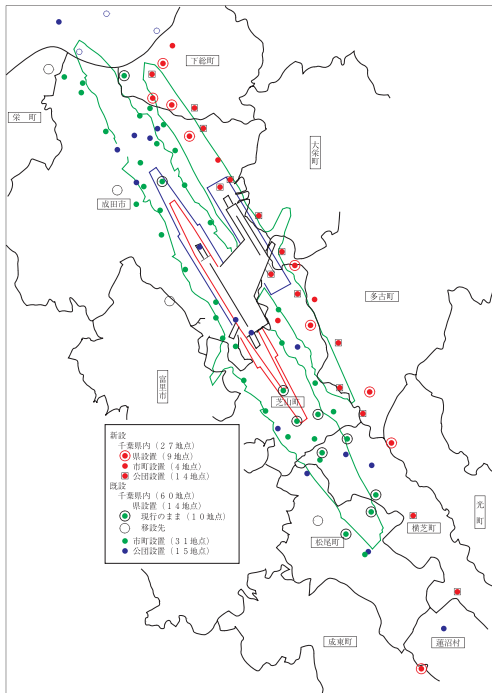 下総町
栄 町
大栄町
成田市
多古町
富里市
芝山町
新設
千葉県内(27地点)
県設置(9地点)
市町設置(4地点)
公団設置(14地点)
既設
千葉県内(60地点)
県設置(14地点)
現行のまま(10地点)
移設先
市町設置(31地点)
公団設置(15地点)
光町
横芝町
松尾町
成東町
蓮沼村